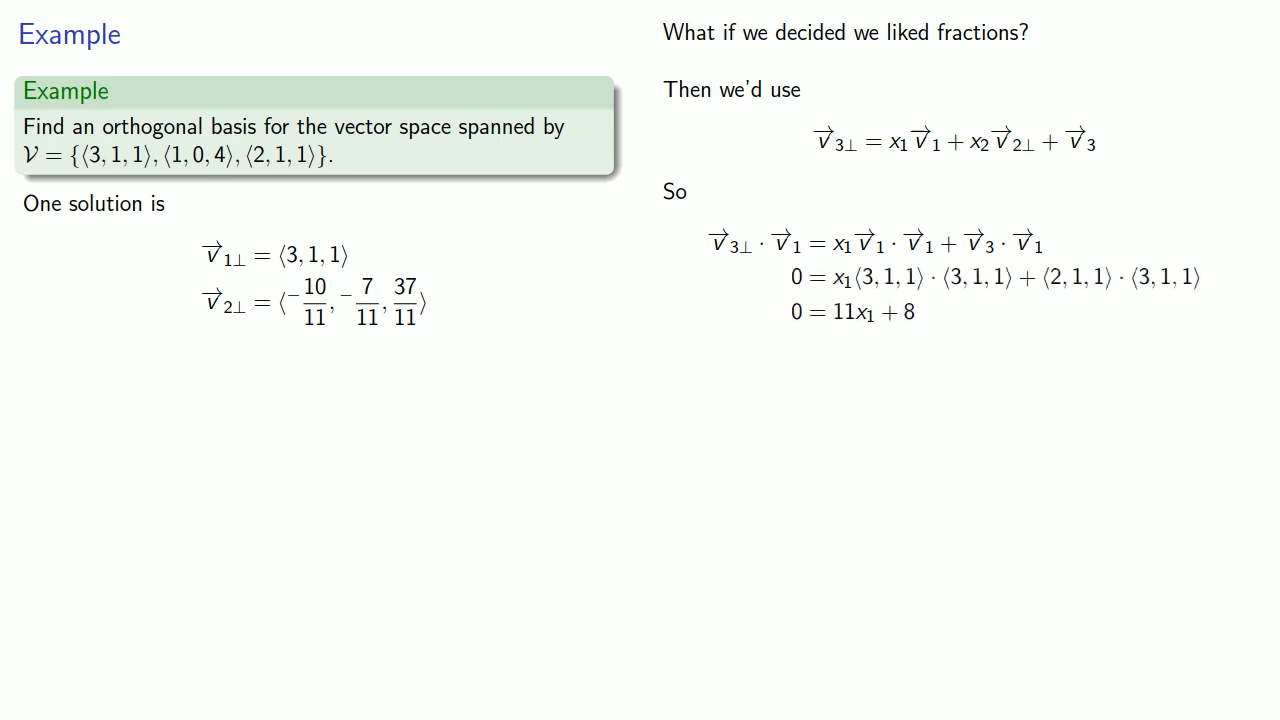 Example
Example
Find an orthogonal basis for the vector space spanned by
𝒱 = {⟨3, 1, 1⟩, ⟨1, 0, 4⟩, ⟨2, 1, 1⟩}.
One solution is
v⃗₁⊥ = ⟨3, 1, 1⟩
v⃗₂⊥ = ⟨⁻10/11, ⁻7/11, 37/11⟩
What if we decided we liked fractions?
Then we'd use
v⃗₃⊥ = x₁v⃗₁ + x₂v⃗₂⊥ + v⃗₃
So
v⃗₃⊥ · v⃗₁ = x₁v⃗₁ · v⃗₁ + v⃗₃ · v⃗₁
0 = x₁⟨3, 1, 1⟩ · ⟨3, 1, 1⟩ + ⟨2, 1, 1⟩ · ⟨3, 1, 1⟩
0 = 11x₁ + 8